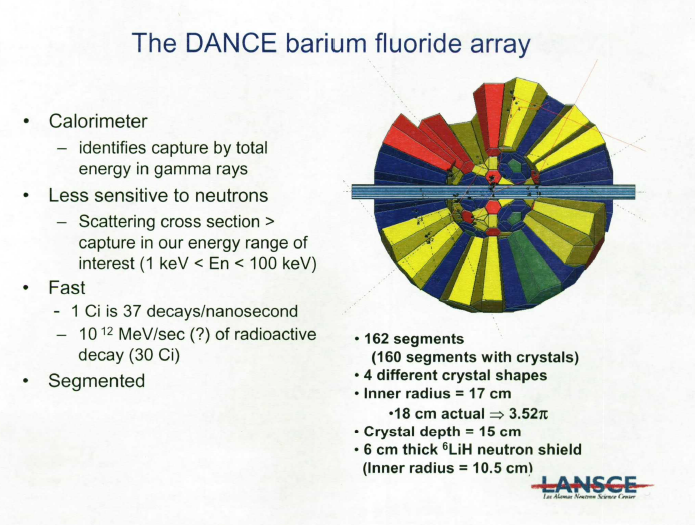 The DANCE barium fluoride array
• Calorimeter
– identifies capture by total
energy in gamma rays
• Less sensitive to neutrons
– Scattering cross section >
capture in our energy range of
interest (1 keV < En < 100 keV)
• Fast
- 1 Ci is 37 decays/nanosecond
– 10 ¹² MeV/sec (?) of radioactive
decay (30 Ci)
• Segmented
• 162 segments
(160 segments with crystals)
• 4 different crystal shapes
• Inner radius = 17 cm
•18 cm actual ⇒ 3.52π
• Crystal depth = 15 cm
• 6 cm thick ⁶LiH neutron shield
(Inner radius = 10.5 cm)
LANSCE
Los Alamos Neutron Science Center